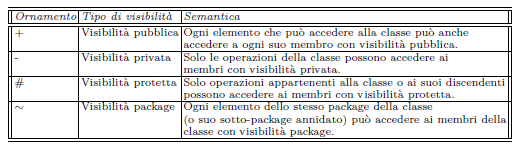 Ornamento Tipo di visibilità Semantica
+ Visibilità pubblica Ogni elemento che può accedere alla classe può anche
accedere a ogni suo membro con visibilità pubblica.
- Visibilità privata Solo le operazioni della classe possono accedere ai
membri con visibilità privata.
# Visibilità protetta Solo operazioni appartenenti alla classe o ai suoi discendenti
possono accedere ai membri con visibilità protetta.
~ Visibilità package Ogni elemento dello stesso package della classe
(o suo sotto-package annidato) può accedere ai membri della
classe con visibilità package.